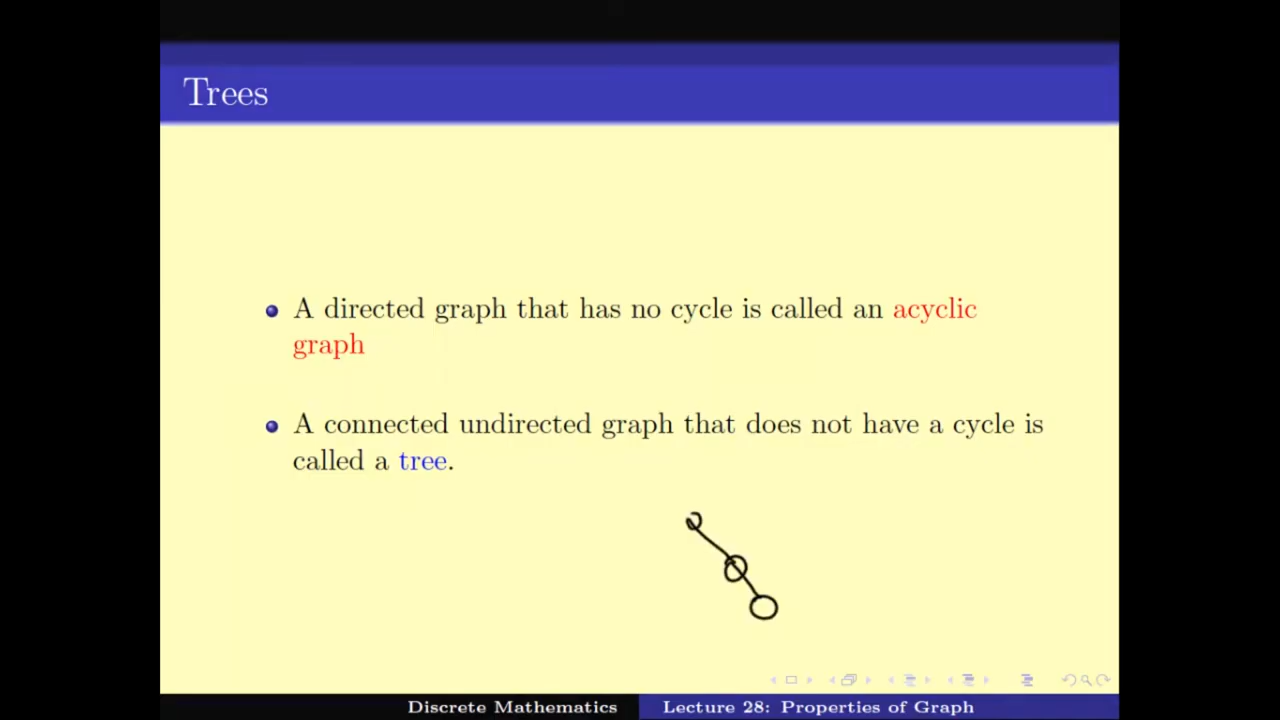 Trees
A directed graph that has no cycle is called an acyclic
graph
A connected undirected graph that does not have a cycle is
called a tree.
Discrete Mathematics
Lecture 28: Properties of Graph